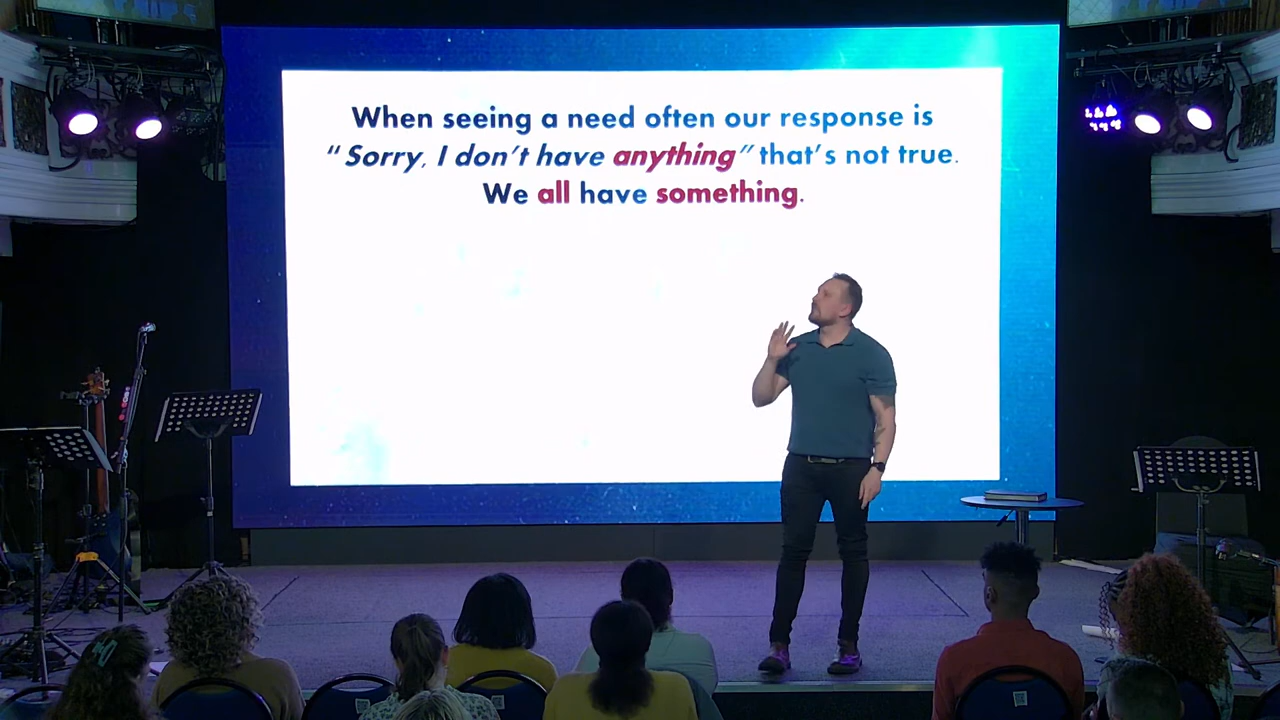 When seeing a need often our response is
“Sorry, I don’t have anything” that’s not true.
We all have something.